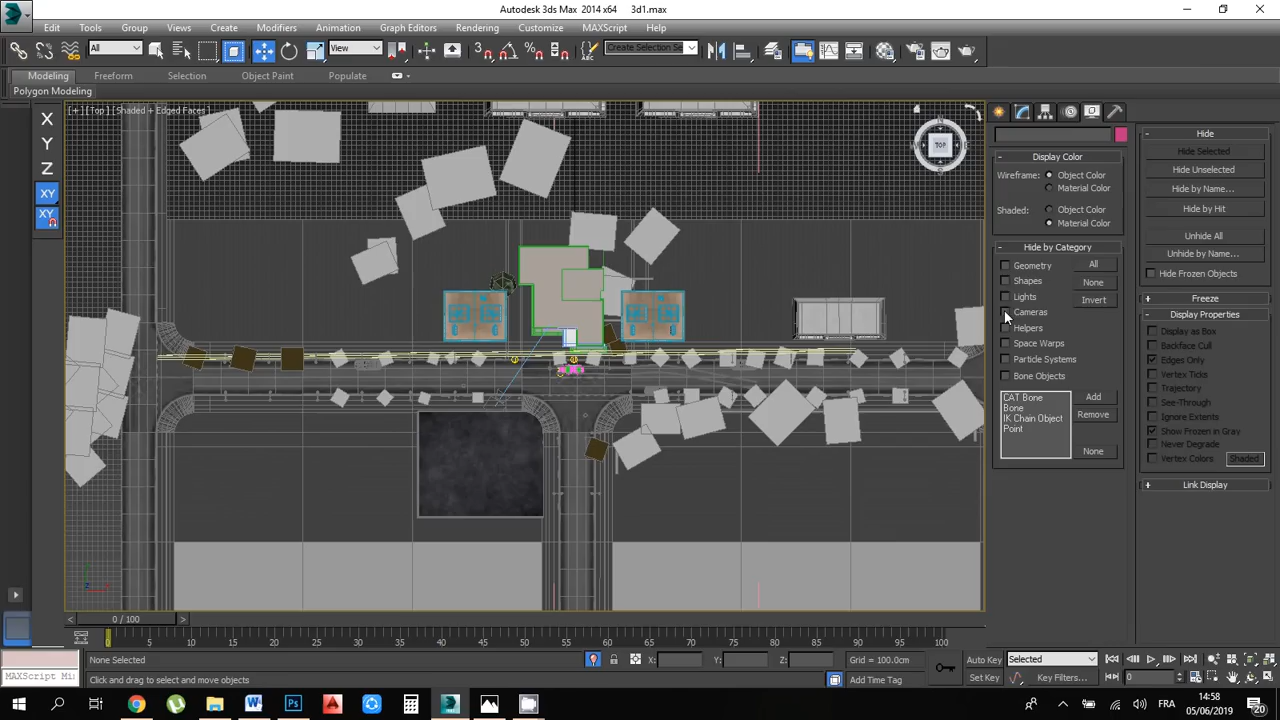 Autodesk 3ds Max 2014 x64    3d1.max
Edit Tools Group Views Create Modifiers Animation Graph Editors Rendering Customize MAXScript Help
All View Create Selection Se
Modeling Freeform Selection Object Paint Populate
Polygon Modeling
[+] [Top] [Shaded + Edged Faces]
X
Y
Z
XY
XY
TOP
Display Color
Wireframe: Object Color
Material Color
Shaded: Object Color
Material Color
Hide by Category
Geometry All
Shapes None
Lights Invert
Cameras
Helpers
Space Warps
Particle Systems
Bone Objects
CAT Bone Add
Bone
IK Chain Object Remove
Point
None
Hide
Hide Selected
Hide Unselected
Hide by Name...
Hide by Hit
Unhide All
Unhide by Name...
Hide Frozen Objects
Freeze
Display Properties
Display as Box
Backface Cull
Edges Only
Vertex Ticks
Trajectory
See-Through
Ignore Extents
Show Frozen in Gray
Never Degrade
Vertex Colors Shaded
Link Display
< 0 / 100 >
0 5 10 15 20 25 30 35 40 45 50 55 60 65 70 75 80 85 90 95 100
None Selected X: Y: Z: Grid = 100.0cm Auto Key Selected
MAXScript Mi Click and drag to select and move objects Add Time Tag Set Key Key Filters... 0
FRA 14:58
05/06/2019 20